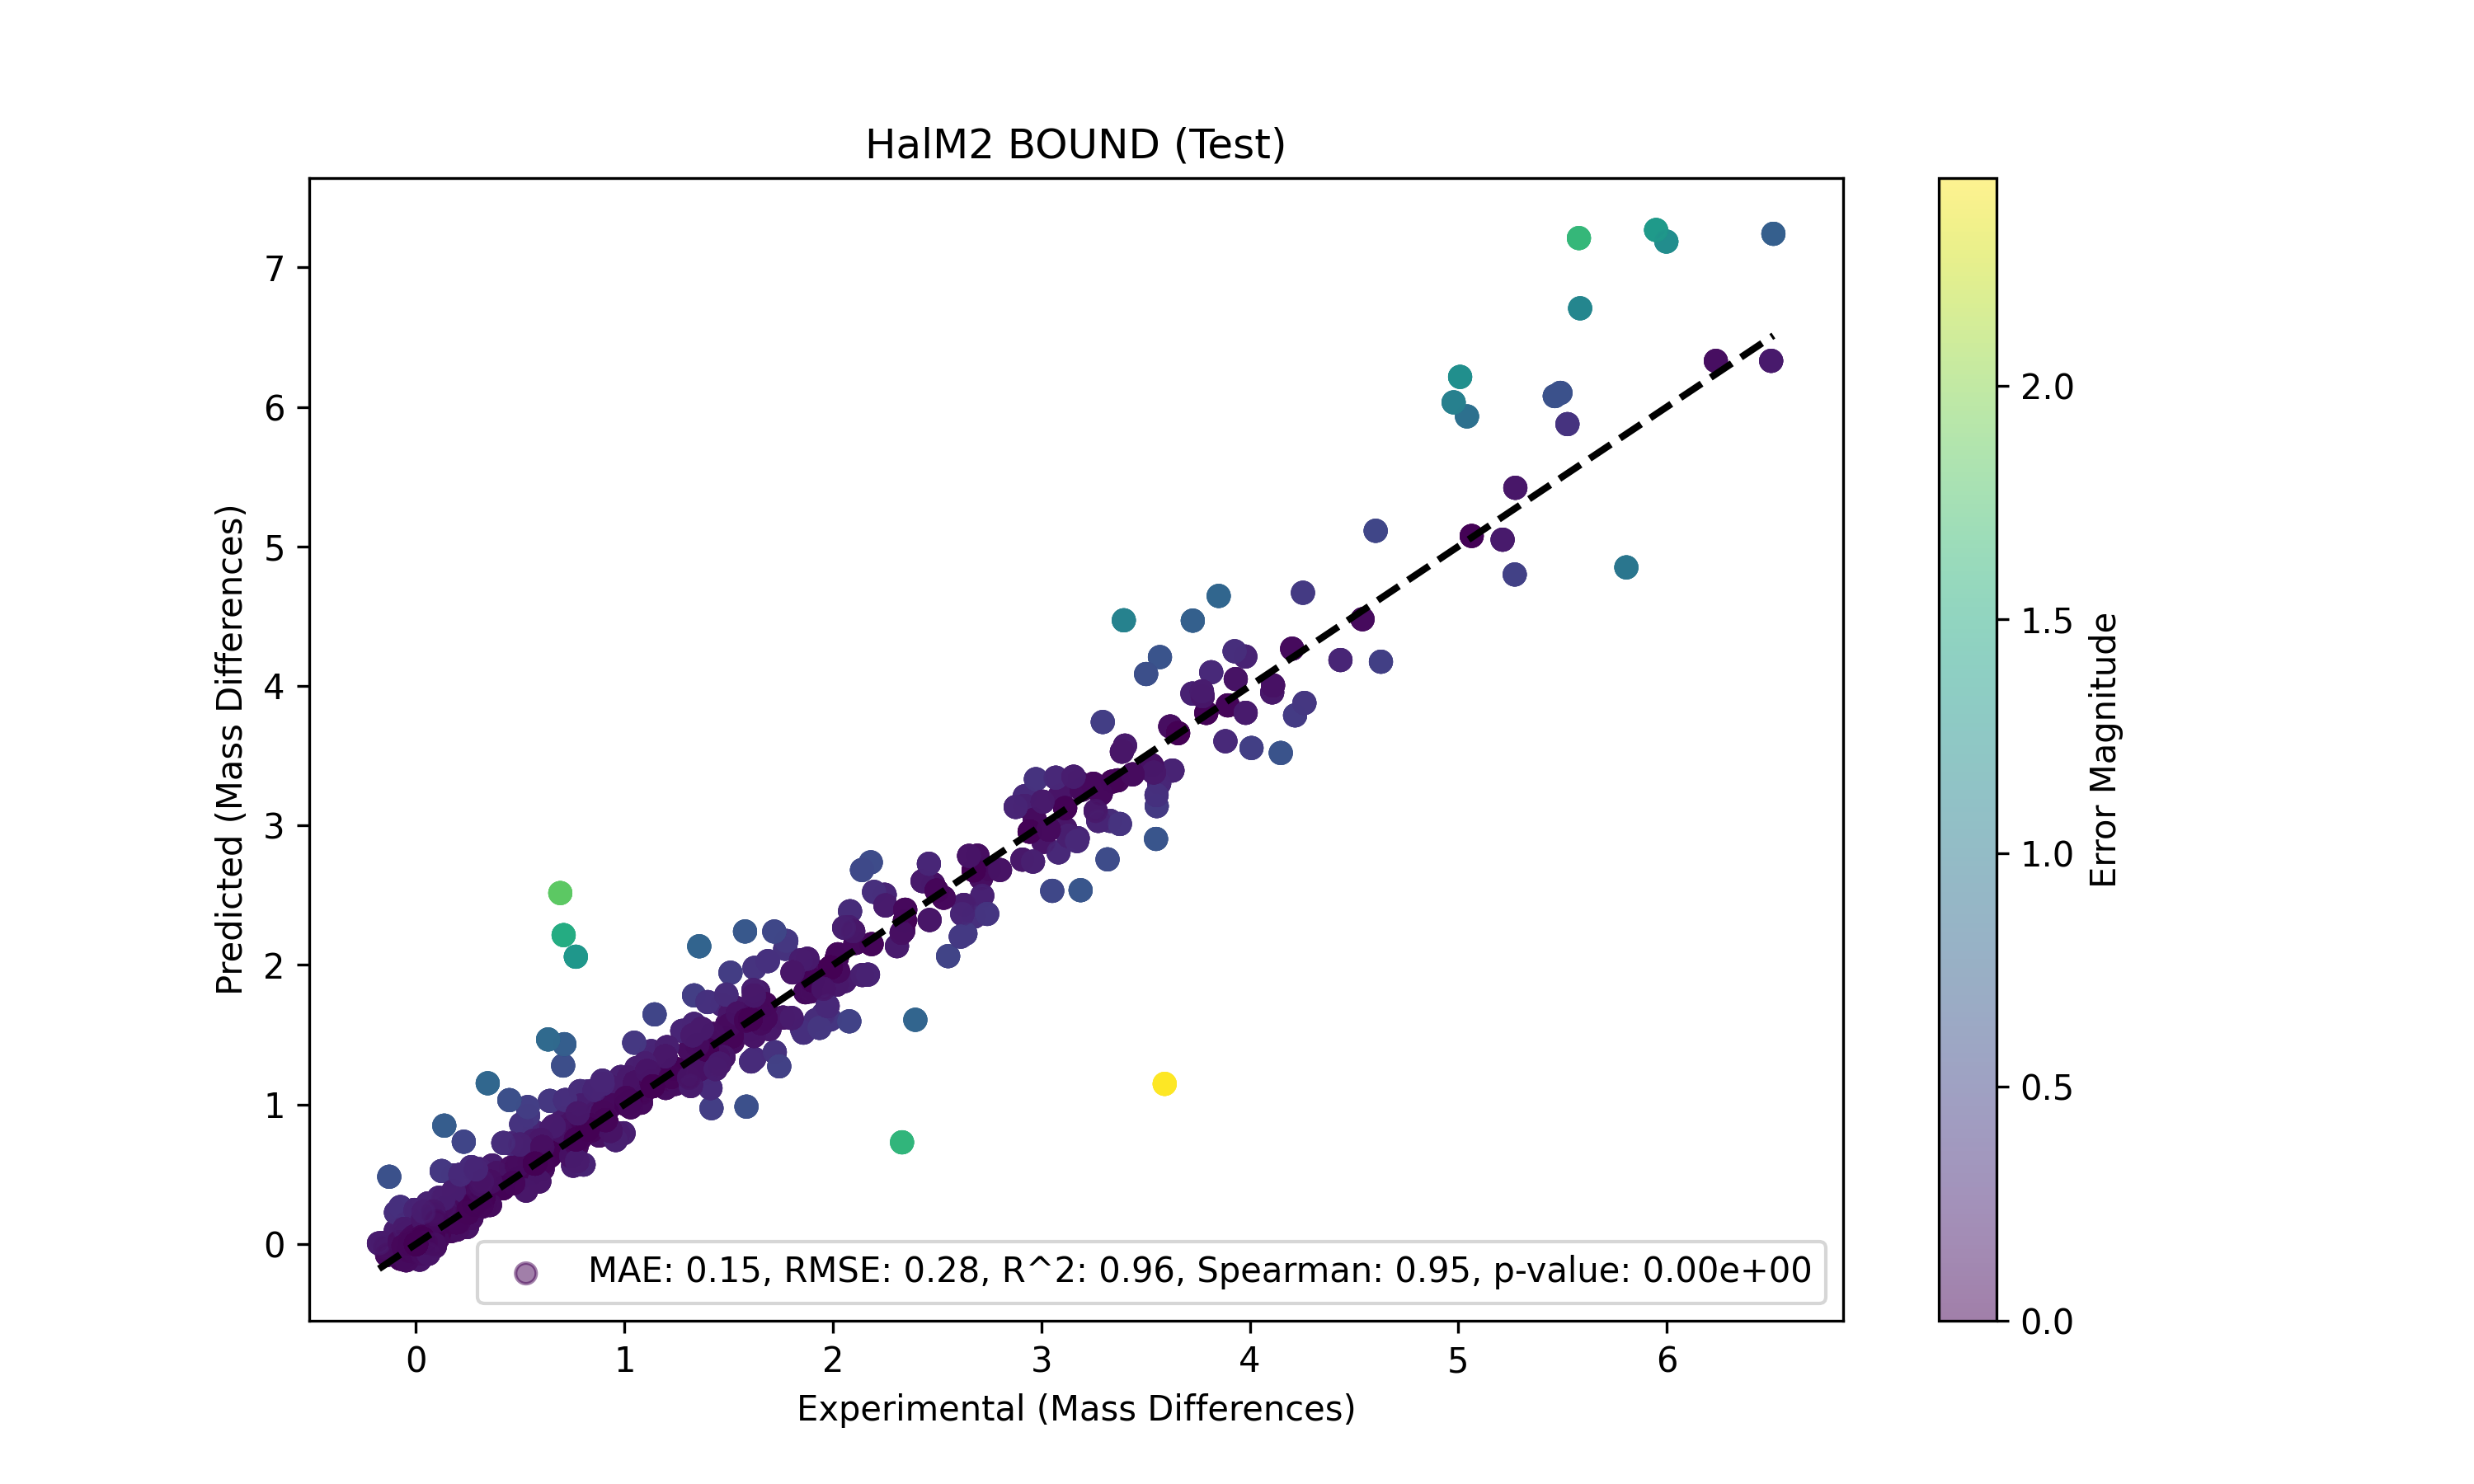 HalM2 BOUND (Test)
Predicted (Mass Differences)
7
6
5
4
3
2
1
0
MAE: 0.15, RMSE: 0.28, R^2: 0.96, Spearman: 0.95, p-value: 0.00e+00
0 1 2 3 4 5 6
Experimental (Mass Differences)
2.0
1.5
1.0
0.5
0.0
Error Magnitude